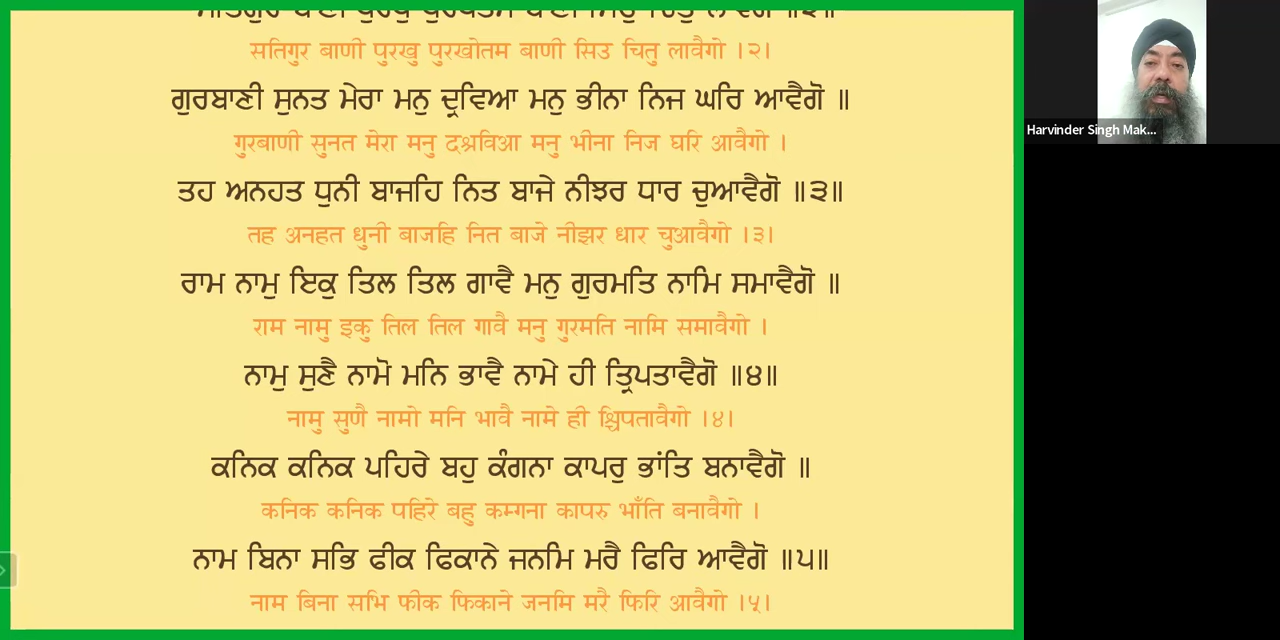 ਗੁਰਬਾਣੀ ਸੁਨਤ ਮੇਰਾ ਮਨੁ ਦ੍ਰਵਿਆ ਮਨੁ ਭੀਨਾ ਨਿਜ ਘਰਿ ਆਵੈਗੋ ॥
सतिगुर बाणी पुरखु पुरखोतम बाणी सिउ चितु लावैगो ।२।
गुरबाणी सुनत मेरा मनु दश्रविआ मनु भीना निज घरि आवैगो ।
ਤਹ ਅਨਹਤ ਧੁਨੀ ਬਾਜਹਿ ਨਿਤ ਬਾਜੇ ਨੀਝਰ ਧਾਰ ਚੁਆਵੈਗੋ ॥੩॥
तह अनहत धुनी बाजहि नित बाजे नीझर धार चुआवैगो ।३।
ਰਾਮ ਨਾਮੁ ਇਕੁ ਤਿਲ ਤਿਲ ਗਾਵੈ ਮਨੁ ਗੁਰਮਤਿ ਨਾਮਿ ਸਮਾਵੈਗੋ ॥
राम नामु इकु तिल तिल गावै मनु गुरमति नामि समावैगो ।
ਨਾਮੁ ਸੁਣੈ ਨਾਮੋ ਮਨਿ ਭਾਵੈ ਨਾਮੇ ਹੀ ਤ੍ਰਿਪਤਾਵੈਗੋ ॥੪॥
नामु सुणै नामो मनि भावै नामे ही श्चिपतावैगो ।४।
ਕਨਿਕ ਕਨਿਕ ਪਹਿਰੇ ਬਹੁ ਕੰਗਨਾ ਕਾਪਰੁ ਭਾਂਤਿ ਬਨਾਵੈਗੋ ॥
कनिक कनिक पहिरे बहु कम्गना कापरु भाँति बनावैगो ।
ਨਾਮ ਬਿਨਾ ਸਭਿ ਫੀਕ ਫਿਕਾਨੇ ਜਨਮਿ ਮਰੈ ਫਿਰਿ ਆਵੈਗੋ ॥੫॥
नाम बिना सभि फीक फिकाने जनमि मरै फिरि आवैगो ।५।
Harvinder Singh Mak...